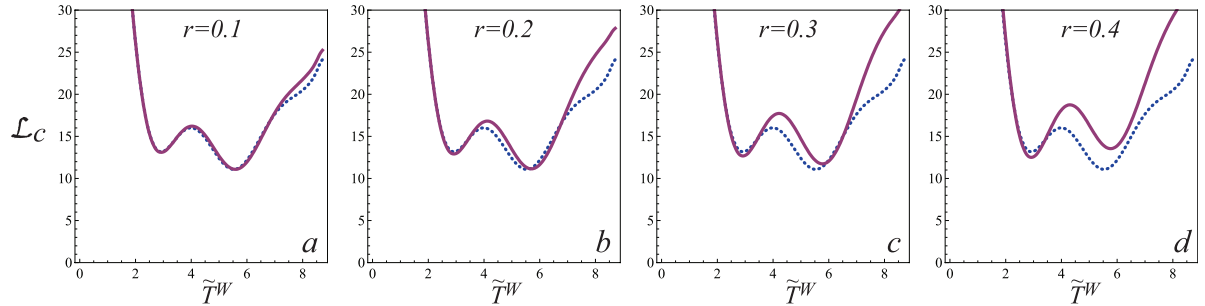 r=0.1
r=0.2
r=0.3
r=0.4
30 30 30 30
25 25 25 25
20 20 20 20
ℒ_C 15 15 15 15
10 10 10 10
5 5 5 5
a b c d
0 0 0 0
0 2 4 6 8 0 2 4 6 8 0 2 4 6 8 0 2 4 6 8
T̃^W T̃^W T̃^W T̃^W